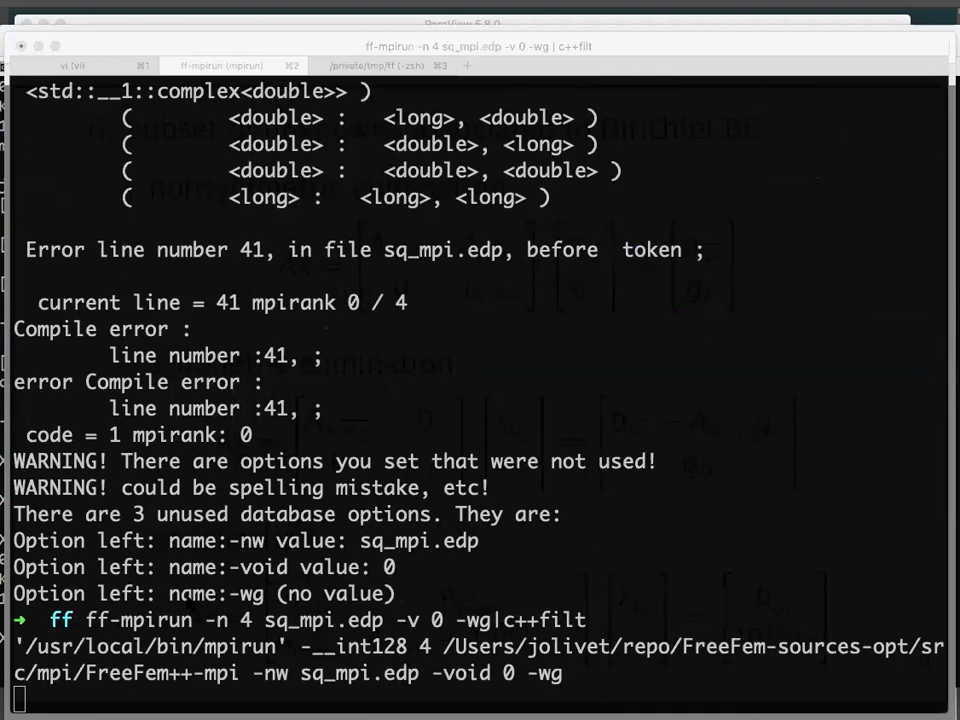 ParaView 5.8.0
ff-mpirun -n 4 sq_mpi.edp -v 0 -wg | c++filt
vi (vi) ⌘1 ff-mpirun (mpirun) ⌘2 /private/tmp/ff (-zsh) ⌘3 +
<std::__1::complex<double>> )
( <double> : <long>, <double> )
( <double> : <double>, <long> )
( <double> : <double>, <double> )
( <long> : <long>, <long> )
Error line number 41, in file sq_mpi.edp, before token ;
current line = 41 mpirank 0 / 4
Compile error :
line number :41, ;
error Compile error :
line number :41, ;
code = 1 mpirank: 0
WARNING! There are options you set that were not used!
WARNING! could be spelling mistake, etc!
There are 3 unused database options. They are:
Option left: name:-nw value: sq_mpi.edp
Option left: name:-void value: 0
Option left: name:-wg (no value)
➜ ff ff-mpirun -n 4 sq_mpi.edp -v 0 -wg|c++filt
'/usr/local/bin/mpirun' -__int128 4 /Users/jolivet/repo/FreeFem-sources-opt/sr
c/mpi/FreeFem++-mpi -nw sq_mpi.edp -void 0 -wg